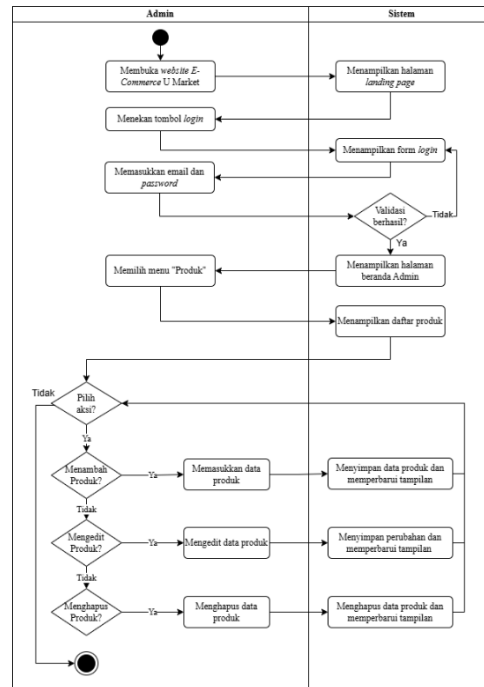 Admin
Sistem
Membuka website E-
Commerce U Market
Menampilkan halaman
landing page
Menekan tombol login
Menampilkan form login
Memasukkan email dan
password
Validasi
berhasil?
Tidak
Ya
Memilih menu "Produk"
Menampilkan halaman
beranda Admin
Menampilkan daftar produk
Tidak
Pilih
aksi?
Ya
Menambah
Produk?
Ya
Memasukkan data
produk
Menyimpan data produk dan
memperbarui tampilan
Tidak
Mengedit
Produk?
Ya
Mengedit data produk
Menyimpan perubahan dan
memperbarui tampilan
Tidak
Menghapus
Produk?
Ya
Menghapus data
produk
Menghapus data produk dan
memperbarui tampilan